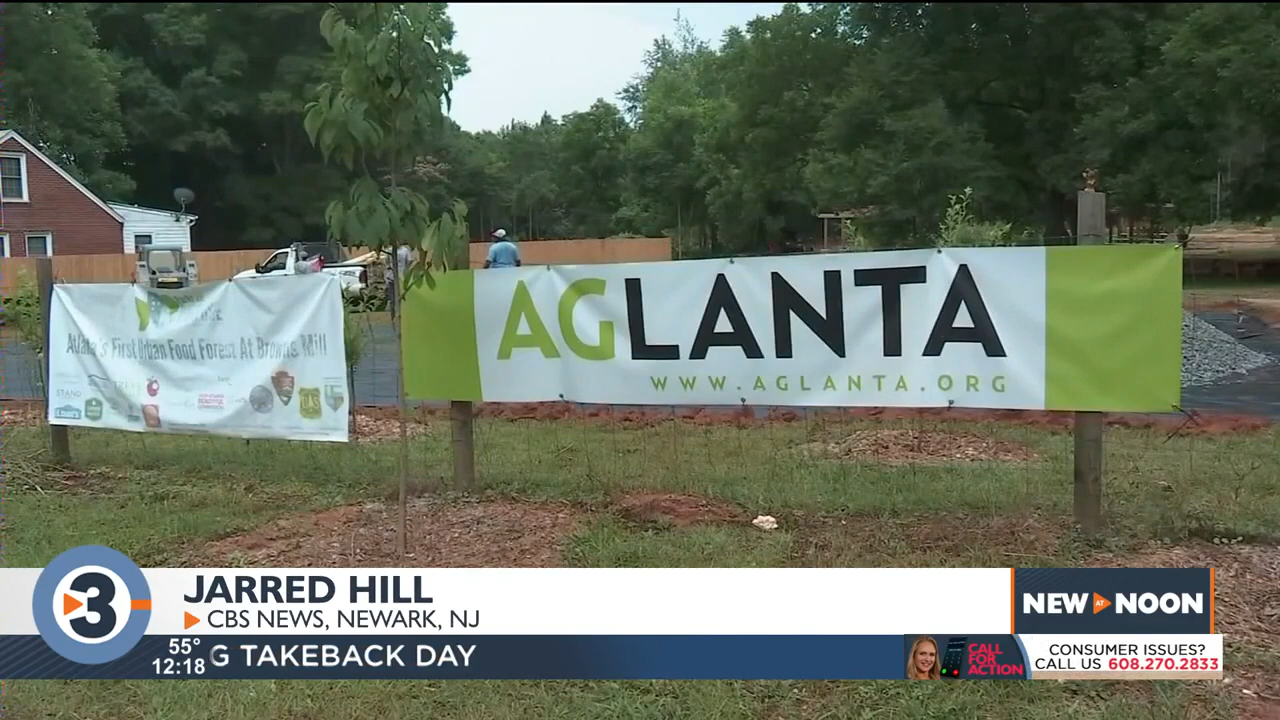 Atlanta's First Urban Food Forest At Browns Mill
STAND
AGLANTA
WWW.AGLANTA.ORG
3
JARRED HILL
CBS NEWS, NEWARK, NJ
NEW AT NOON
55°
12:18
G TAKEBACK DAY
CALL FOR ACTION
CONSUMER ISSUES?
CALL US 608.270.2833